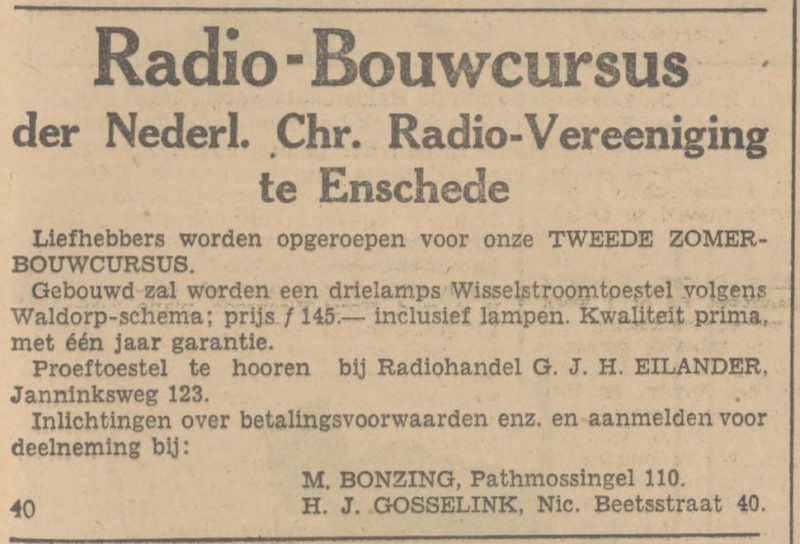 Radio-Bouwcursus
der Nederl. Chr. Radio-Vereeniging
te Enschede
Liefhebbers worden opgeroepen voor onze TWEEDE ZOMER-
BOUWCURSUS.
Gebouwd zal worden een drielamps Wisselstroomtoestel volgens
Waldorp-schema; prijs ƒ 145.— inclusief lampen. Kwaliteit prima,
met één jaar garantie.
Proeftoestel te hooren bij Radiohandel G. J. H. EILANDER,
Janninksweg 123.
Inlichtingen over betalingsvoorwaarden enz. en aanmelden voor
deelneming bij:
M. BONZING, Pathmossingel 110.
40 H. J. GOSSELINK, Nic. Beetsstraat 40.